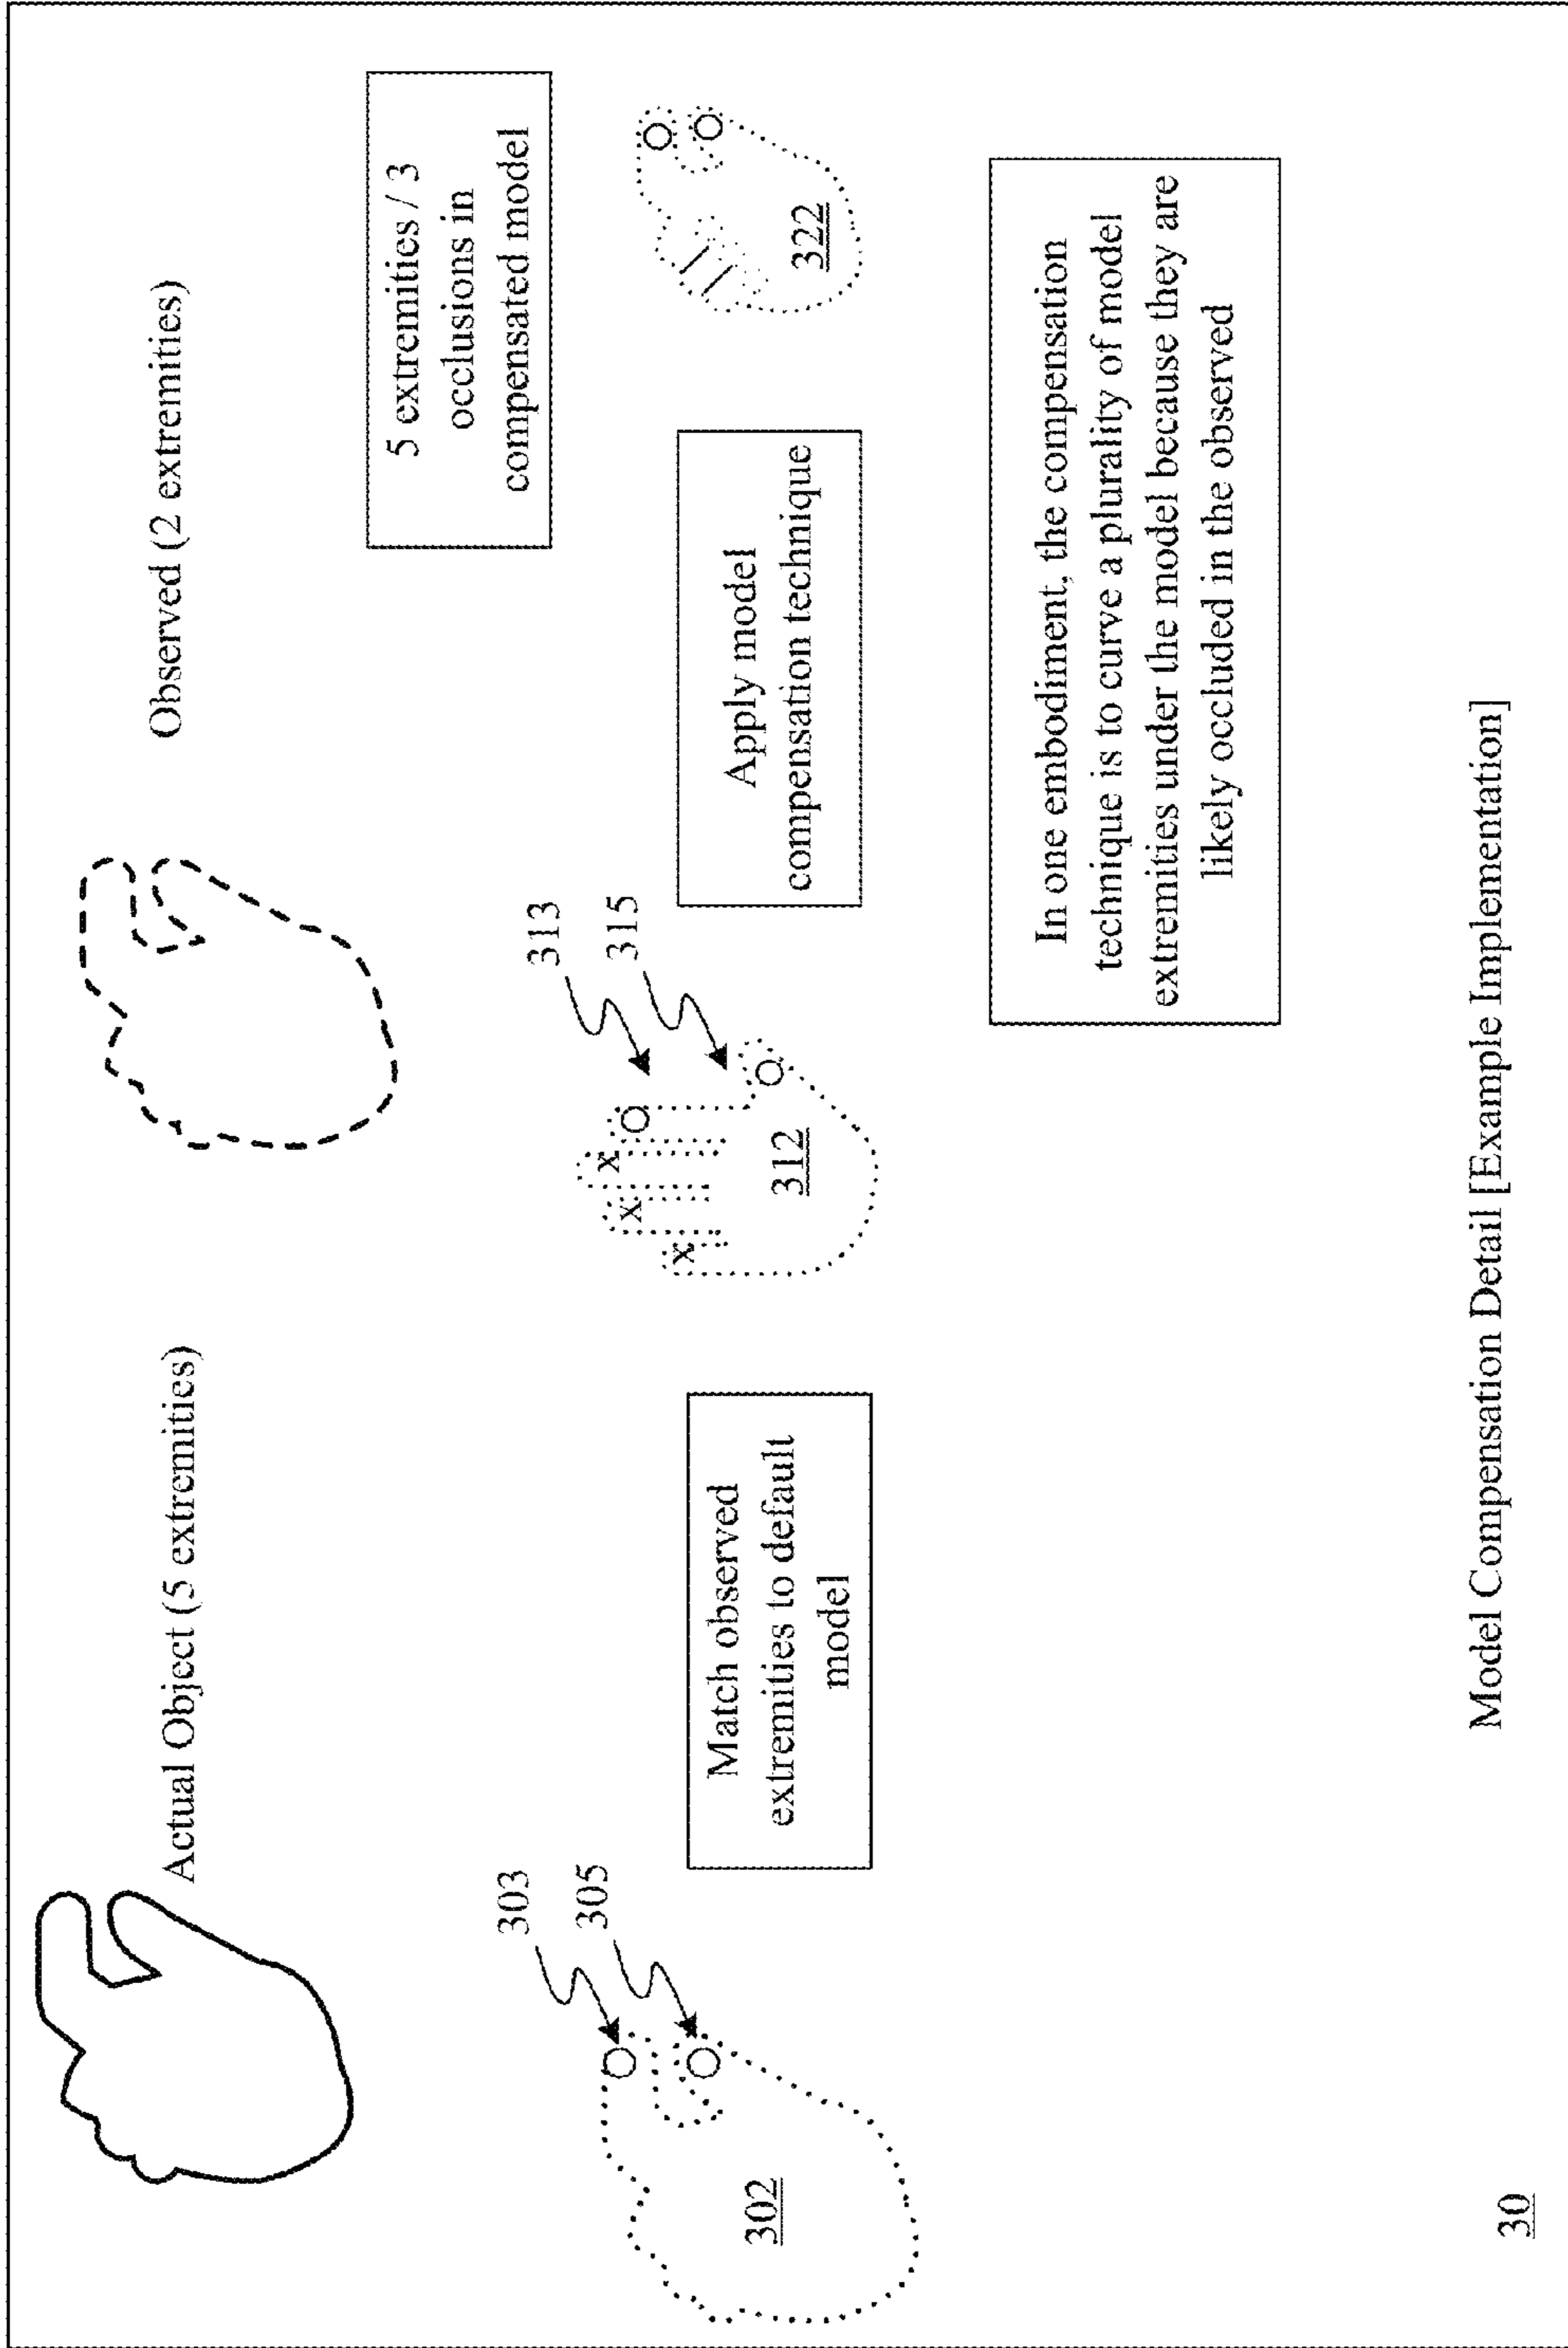 Actual Object (5 extremities)
Observed (2 extremities)
5 extremities / 3
occlusions in
compensated model
303
305
302
Match observed
extremities to default
model
313
315
x
x
x
312
Apply model
compensation technique
322
In one embodiment, the compensation
technique is to curve a plurality of model
extremities under the model because they are
likely occluded in the observed
Model Compensation Detail [Example Implementation]
30